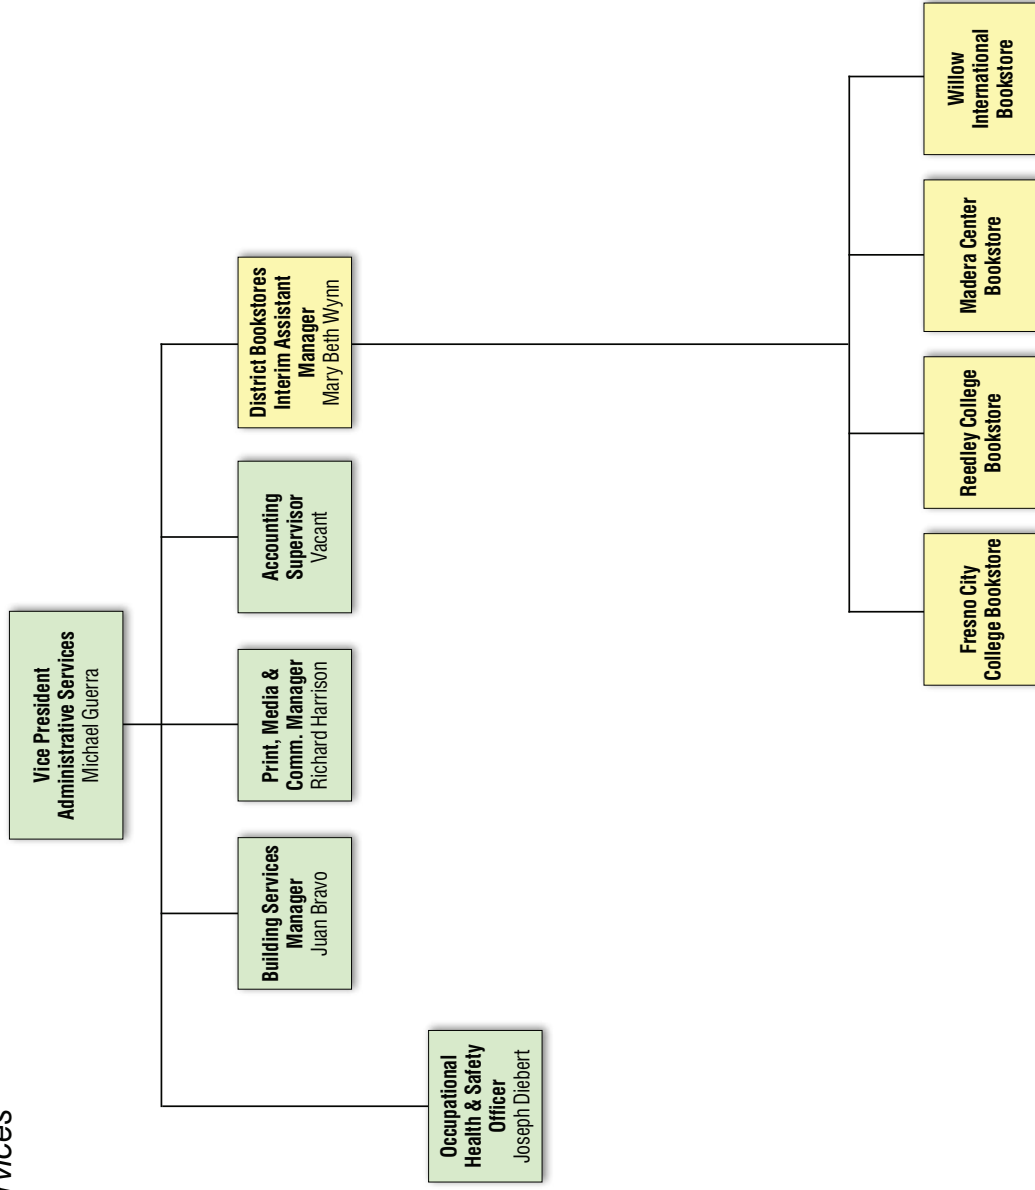 rvices
Vice President
Administrative Services
Michael Guerra
Building Services
Manager
Juan Bravo
Print, Media &
Comm. Manager
Richard Harrison
Accounting
Supervisor
Vacant
District Bookstores
Interim Assistant
Manager
Mary Beth Wynn
Occupational
Health & Safety
Officer
Joseph Diebert
Fresno City
College Bookstore
Reedley College
Bookstore
Madera Center
Bookstore
Willow
International
Bookstore